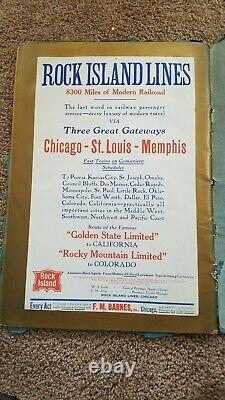 ROCK ISLAND LINES
8300 Miles of Modern Railroad
The last word in railway passenger
service—every luxury of modern travel
VIA
Three Great Gateways
Chicago - St. Louis - Memphis
Fast Trains on Convenient
Schedules
To Peoria, Kansas City, St. Joseph, Omaha,
Council Bluffs, Des Moines, Cedar Rapids,
Minneapolis, St. Paul, Little Rock, Okla-
homa City, Fort Worth, Dallas, El Paso,
Colorado, California—practically all
important cities in the Middle West,
Southwest, Northwest and Pacific Coast
Route of the Famous
"Golden State Limited"
to CALIFORNIA
"Rocky Mountain Limited"
to COLORADO
Rock
Island
ROCK ISLAND LINES, CHICAGO
Every Act
F. M. BARNES, Chicago,